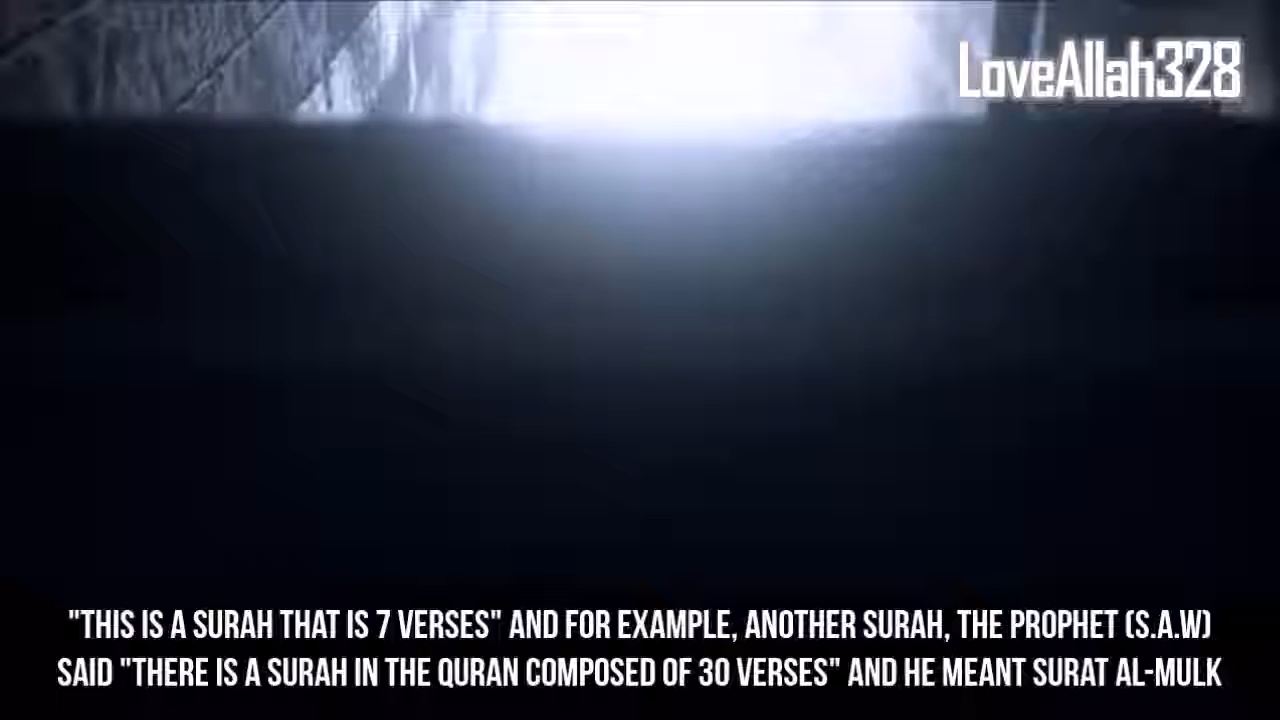 LoveAllah328
"THIS IS A SURAH THAT IS 7 VERSES" AND FOR EXAMPLE, ANOTHER SURAH, THE PROPHET (S.A.W)
SAID "THERE IS A SURAH IN THE QURAN COMPOSED OF 30 VERSES" AND HE MEANT SURAT AL-MULK